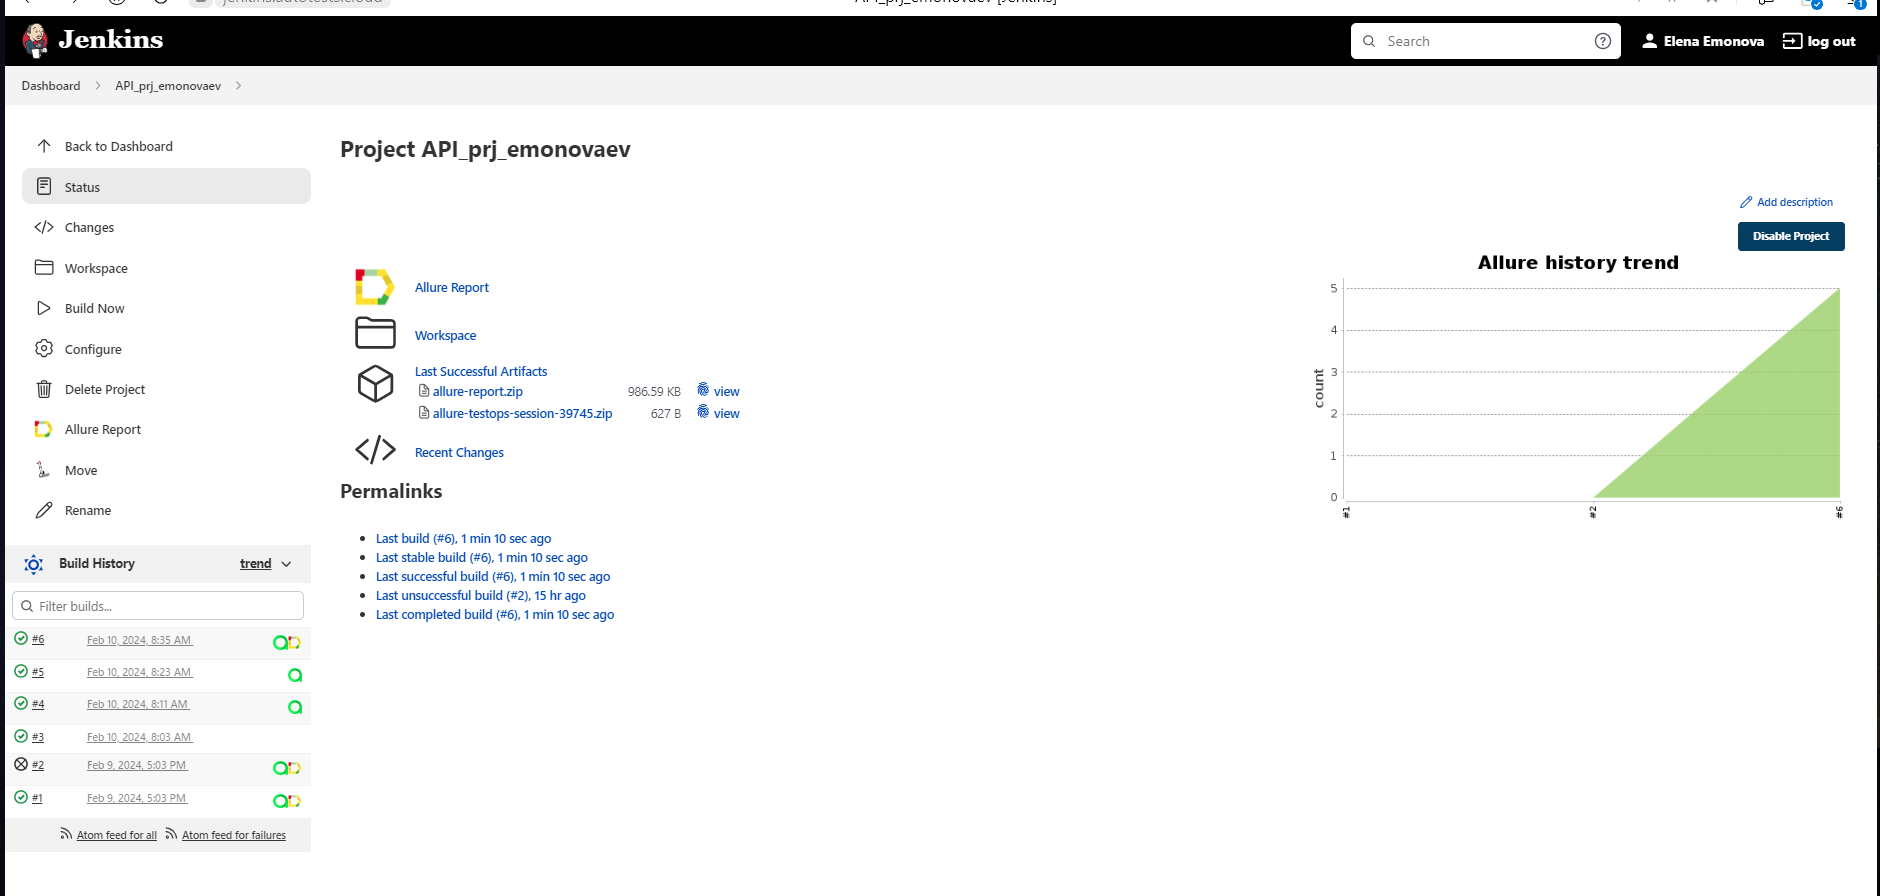 jenkins.autotests.cloud
API_prj_emonovaev [Jenkins]
1
Jenkins
Search
?
Elena Emonova
log out
Dashboard > API_prj_emonovaev >
Back to Dashboard
Status
Changes
Workspace
Build Now
Configure
Delete Project
Allure Report
Move
Rename
Build History
trend
Filter builds...
#6 Feb 10, 2024, 8:35 AM
#5 Feb 10, 2024, 8:23 AM
#4 Feb 10, 2024, 8:11 AM
#3 Feb 10, 2024, 8:03 AM
#2 Feb 9, 2024, 5:03 PM
#1 Feb 9, 2024, 5:03 PM
Atom feed for all Atom feed for failures
Project API_prj_emonovaev
Add description
Disable Project
Allure Report
Workspace
Last Successful Artifacts
allure-report.zip 986.59 KB view
allure-testops-session-39745.zip 627 B view
Recent Changes
Permalinks
Last build (#6), 1 min 10 sec ago
Last stable build (#6), 1 min 10 sec ago
Last successful build (#6), 1 min 10 sec ago
Last unsuccessful build (#2), 15 hr ago
Last completed build (#6), 1 min 10 sec ago
Allure history trend
count
5
4
3
2
1
0
#1 #2 #6